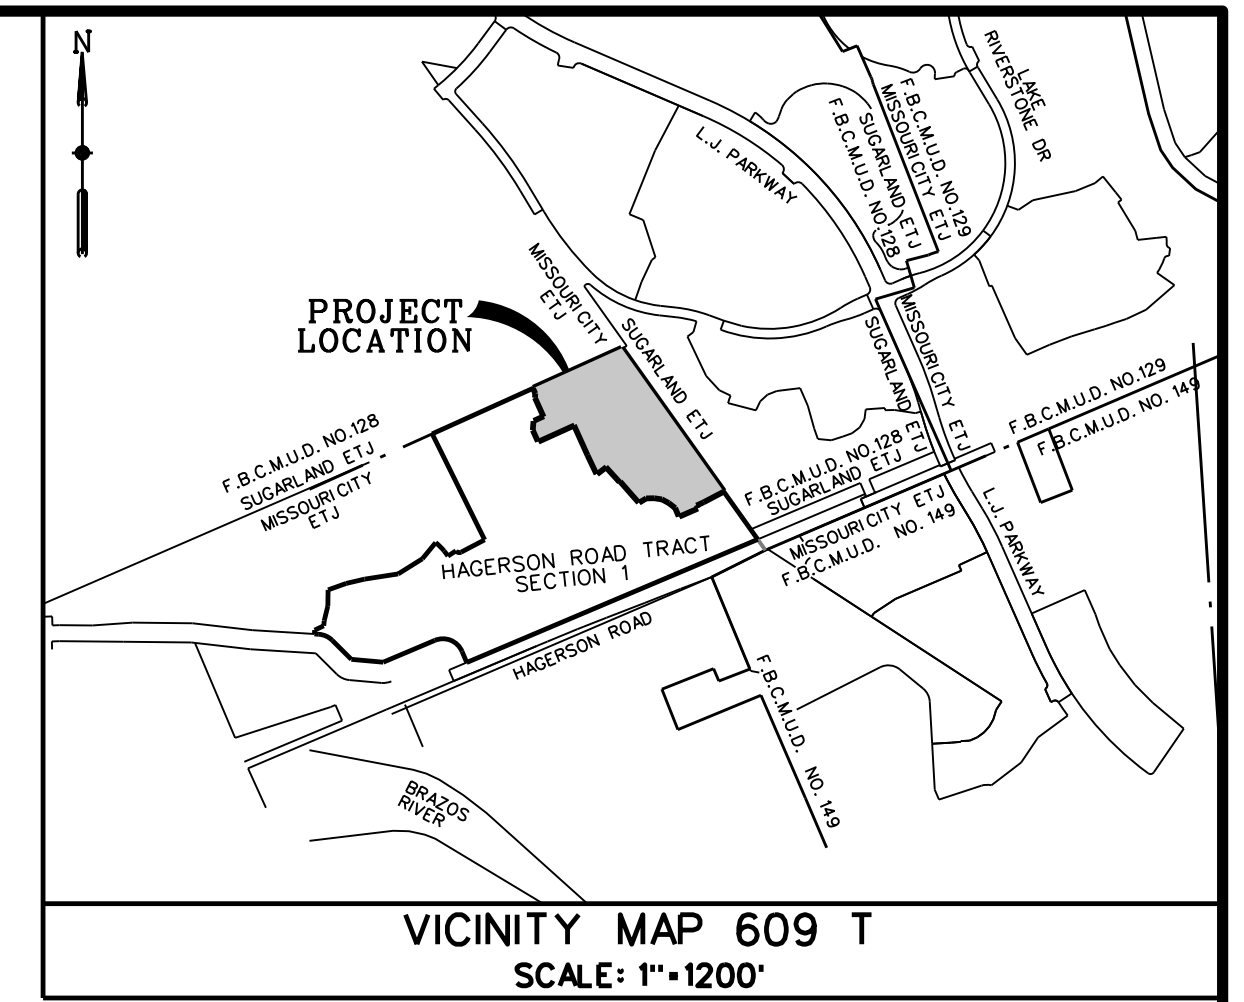 N
L.J. PARKWAY
F.B.C.M.U.D. NO.129
MISSOURI CITY ETJ
SUGARLAND ETJ
F.B.C.M.U.D. NO.128
LAKE
RIVERSTONE DR
MISSOURI CITY
ETJ
SUGARLAND ETJ
PROJECT
LOCATION
SUGARLAND ETJ
MISSOURI CITY ETJ
F.B.C.M.U.D. NO.129
F.B.C.M.U.D. NO. 149
F.B.C.M.U.D. NO.128
SUGARLAND ETJ
MISSOURI CITY
ETJ
F.B.C.M.U.D. NO.128
SUGARLAND ETJ
MISSOURI CITY ETJ
F.B.C.M.U.D. NO. 149
L.J. PARKWAY
HAGERSON ROAD TRACT
SECTION 1
HAGERSON ROAD
F.B.C.M.U.D. NO. 149
BRAZOS
RIVER
VICINITY MAP 609 T
SCALE: 1"=1200'